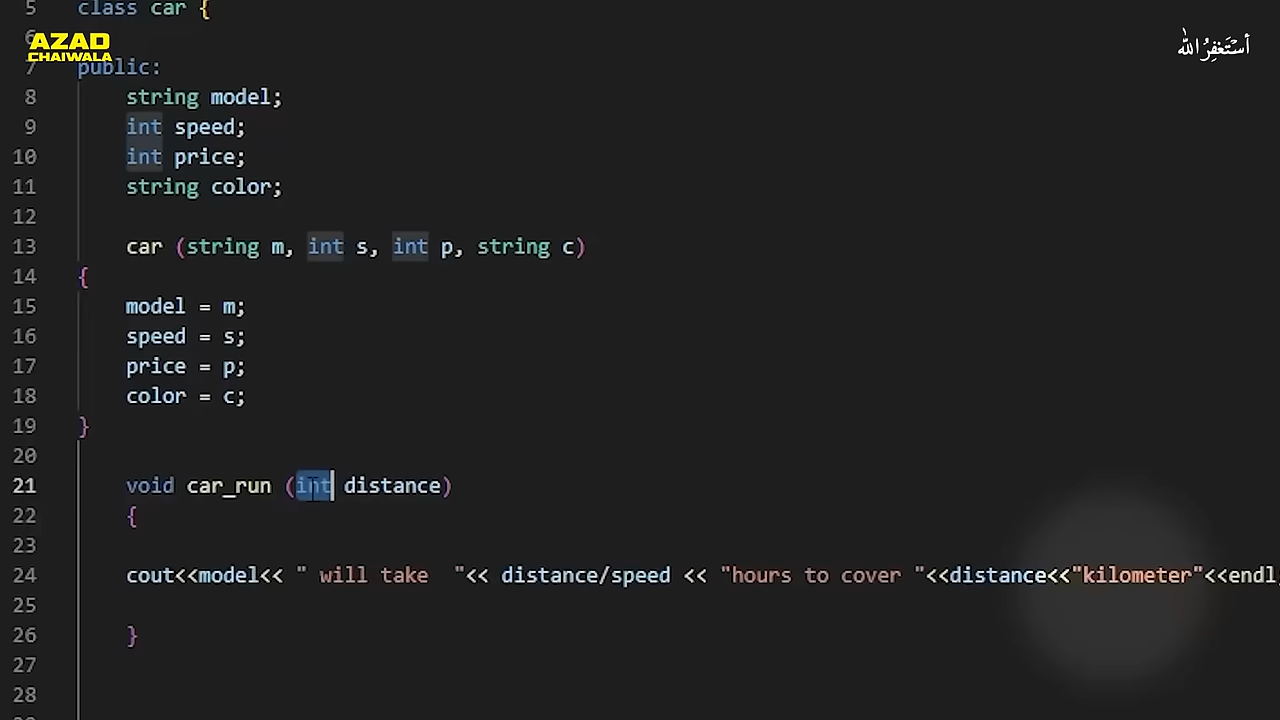 5 class car {
AZAD
CHAIWALA
أستغفر الله
6
7 public:
8 string model;
9 int speed;
10 int price;
11 string color;
12
13 car (string m, int s, int p, string c)
14 {
15 model = m;
16 speed = s;
17 price = p;
18 color = c;
19 }
20
21 void car_run (int distance)
22 {
23
24 cout<<model<< " will take  "<< distance/speed << "hours to cover "<<distance<<"kilometer"<<endl;
25
26 }
27
28